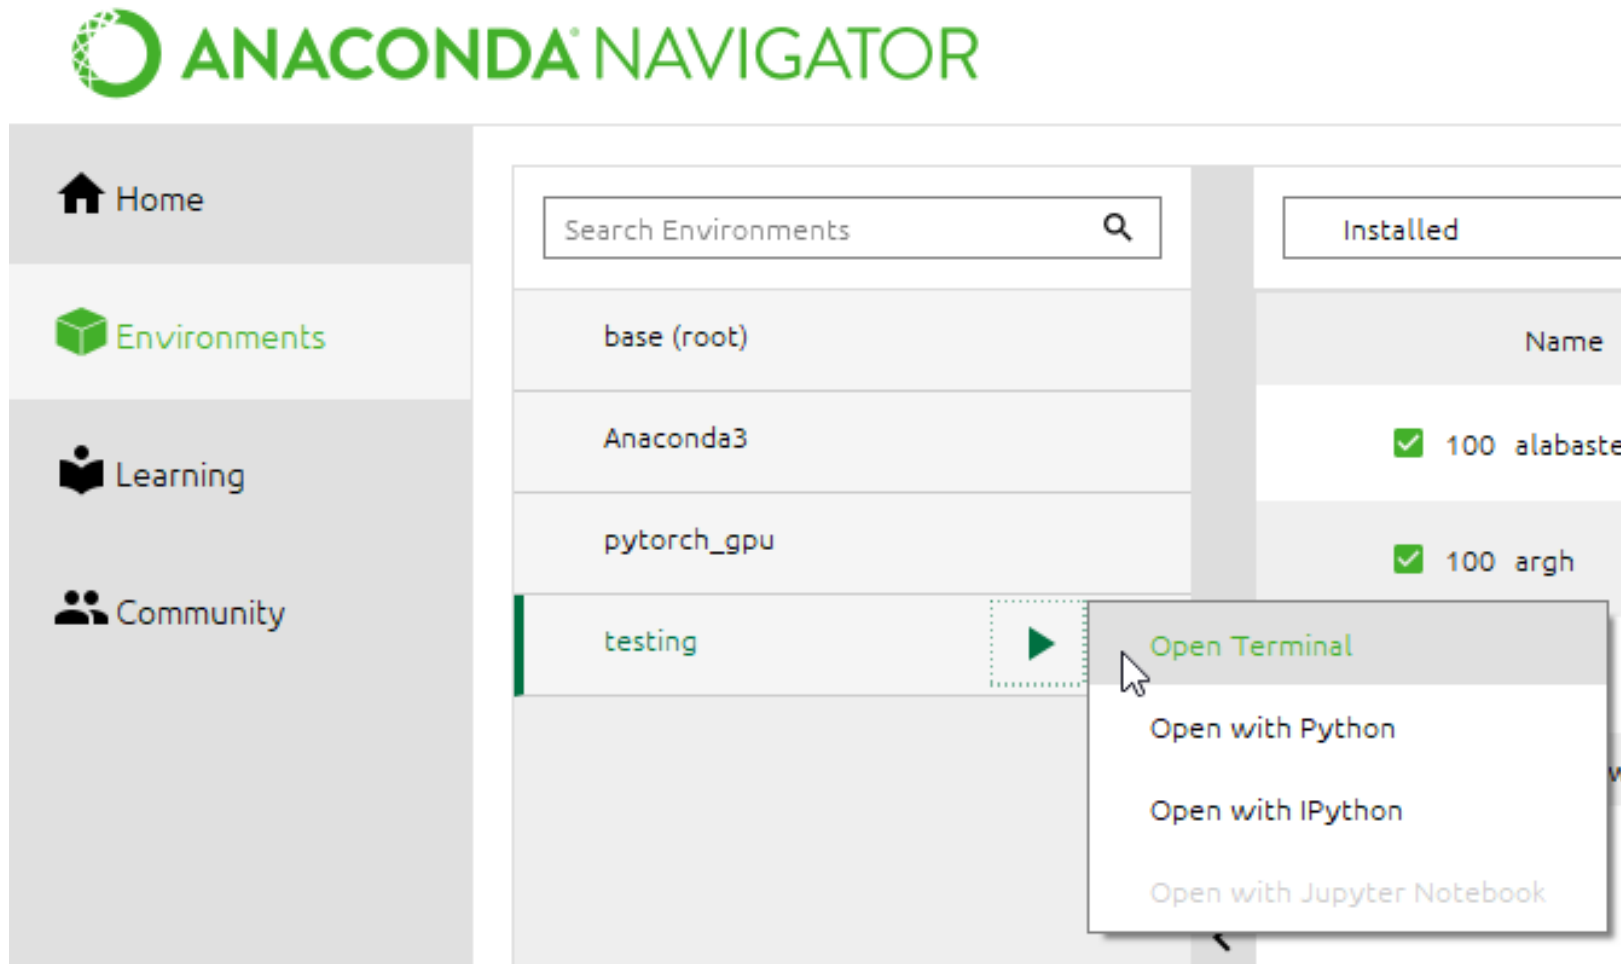 ANACONDA NAVIGATOR
Home
Environments
Learning
Community
Search Environments
base (root)
Anaconda3
pytorch_gpu
testing
Installed
Name
100 alabaste
100 argh
Open Terminal
Open with Python
Open with IPython
Open with Jupyter Notebook